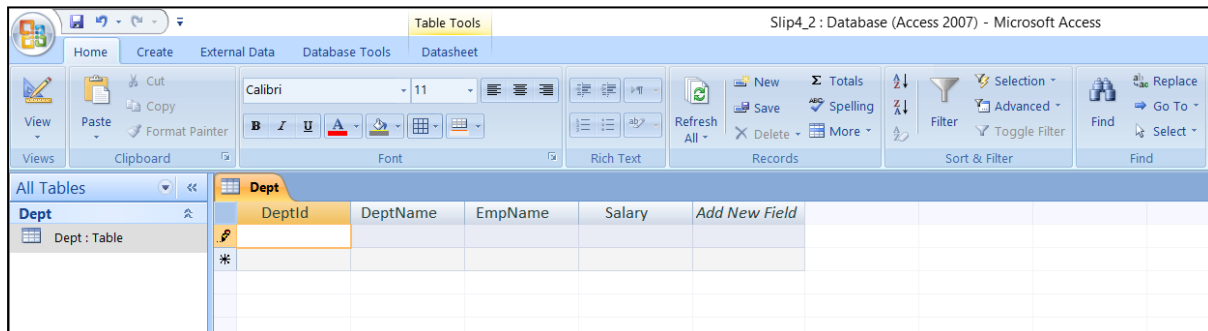 Table Tools
Slip4_2 : Database (Access 2007) - Microsoft Access
Home Create External Data Database Tools Datasheet
View
Views
Paste
Cut
Copy
Format Painter
Clipboard
Calibri 11
B I U A ab
Font
Rich Text
Refresh
All
New
Save
Delete
Σ Totals
ABC Spelling
More
Records
Filter
Selection
Advanced
Toggle Filter
Sort & Filter
Find
Replace
Go To
Select
Find
All Tables
Dept
Dept : Table
Dept
DeptId DeptName EmpName Salary Add New Field